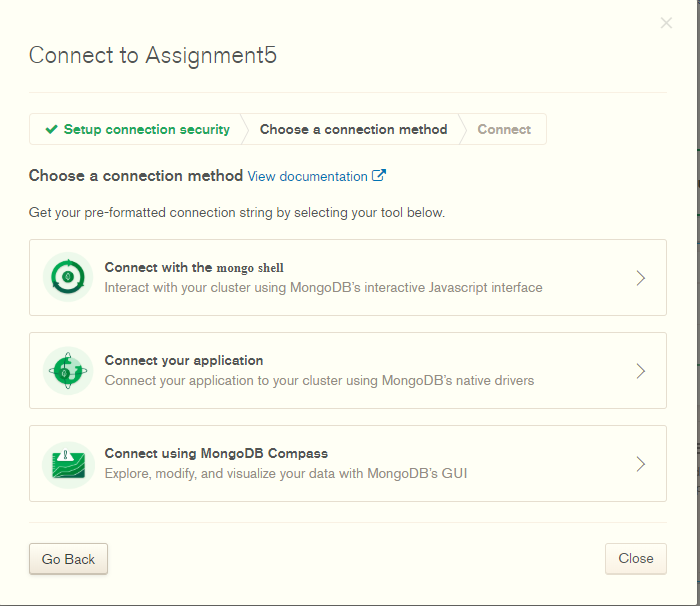 Connect to Assignment5
Setup connection security
Choose a connection method
Connect
Choose a connection method View documentation
Get your pre-formatted connection string by selecting your tool below.
Connect with the mongo shell
Interact with your cluster using MongoDB's interactive Javascript interface
Connect your application
Connect your application to your cluster using MongoDB's native drivers
Connect using MongoDB Compass
Explore, modify, and visualize your data with MongoDB's GUI
Go Back
Close